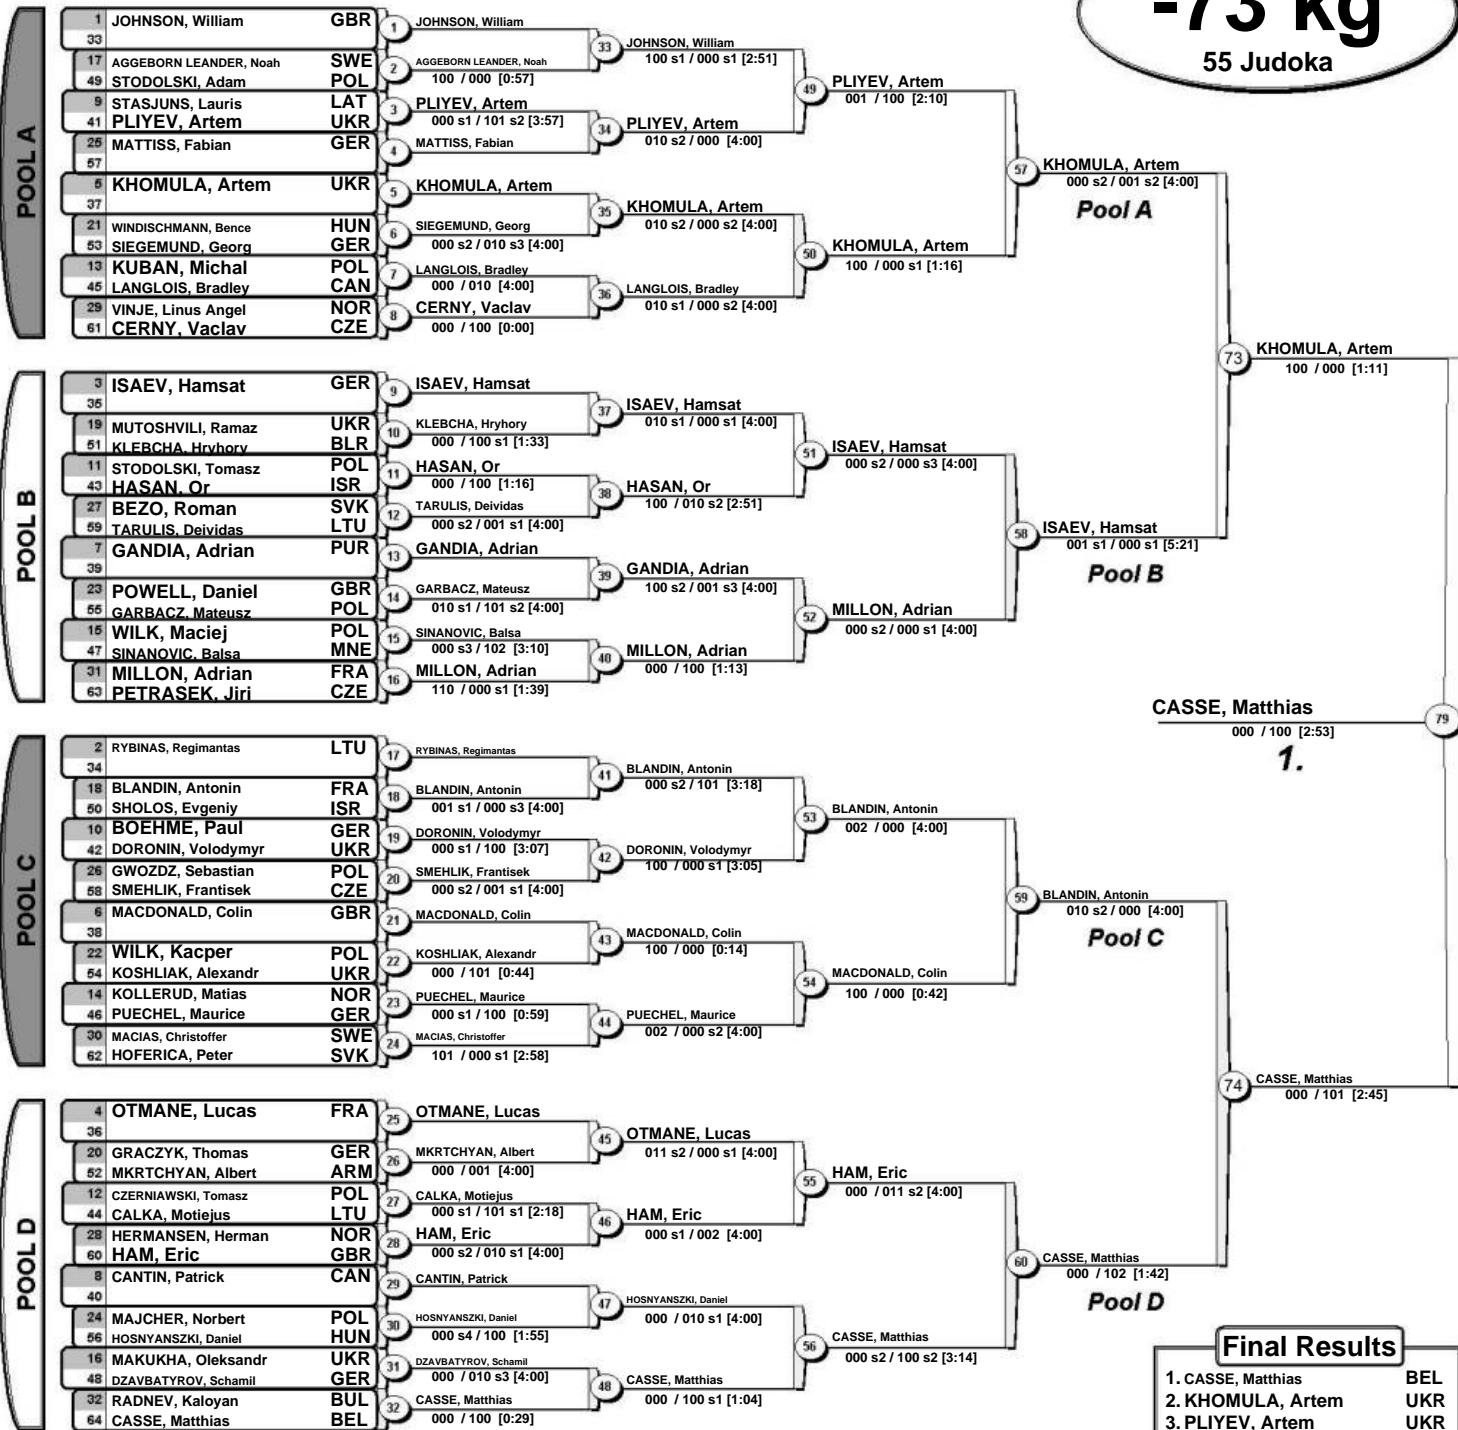 -73 kg
55 Judoka
POOL A
1 JOHNSON, William GBR
33
17 AGGEBORN LEANDER, Noah SWE
49 STODOLSKI, Adam POL
9 STASJUNS, Lauris LAT
41 PLIYEV, Artem UKR
25 MATTISS, Fabian GER
57
5 KHOMULA, Artem UKR
37
21 WINDISCHMANN, Bence HUN
53 SIEGEMUND, Georg GER
13 KUBAN, Michal POL
45 LANGLOIS, Bradley CAN
29 VINJE, Linus Angel NOR
61 CERNY, Vaclav CZE
1 JOHNSON, William
2 AGGEBORN LEANDER, Noah
100 / 000 [0:57]
3 PLIYEV, Artem
000 s1 / 101 s2 [3:57]
4 MATTISS, Fabian
5 KHOMULA, Artem
6 SIEGEMUND, Georg
000 s2 / 010 s3 [4:00]
7 LANGLOIS, Bradley
000 / 010 [4:00]
8 CERNY, Vaclav
000 / 100 [0:00]
33 JOHNSON, William
100 s1 / 000 s1 [2:51]
34 PLIYEV, Artem
010 s2 / 000 [4:00]
35 KHOMULA, Artem
010 s2 / 000 s2 [4:00]
36 LANGLOIS, Bradley
010 s1 / 000 s2 [4:00]
49 PLIYEV, Artem
001 / 100 [2:10]
50 KHOMULA, Artem
100 / 000 s1 [1:16]
57 KHOMULA, Artem
000 s2 / 001 s2 [4:00]
Pool A
POOL B
3 ISAEV, Hamsat GER
35
19 MUTOSHVILI, Ramaz UKR
51 KLEBCHA, Hryhory BLR
11 STODOLSKI, Tomasz POL
43 HASAN, Or ISR
27 BEZO, Roman SVK
59 TARULIS, Deividas LTU
7 GANDIA, Adrian PUR
39
23 POWELL, Daniel GBR
55 GARBACZ, Mateusz POL
15 WILK, Maciej POL
47 SINANOVIC, Balsa MNE
31 MILLON, Adrian FRA
63 PETRASEK, Jiri CZE
9 ISAEV, Hamsat
10 KLEBCHA, Hryhory
000 / 100 s1 [1:33]
11 HASAN, Or
000 / 100 [1:16]
12 TARULIS, Deividas
000 s2 / 001 s1 [4:00]
13 GANDIA, Adrian
14 GARBACZ, Mateusz
010 s1 / 101 s2 [4:00]
15 SINANOVIC, Balsa
000 s3 / 102 [3:10]
16 MILLON, Adrian
110 / 000 s1 [1:39]
37 ISAEV, Hamsat
010 s1 / 000 s1 [4:00]
38 HASAN, Or
100 / 010 s2 [2:51]
39 GANDIA, Adrian
100 s2 / 001 s3 [4:00]
40 MILLON, Adrian
000 / 100 [1:13]
51 ISAEV, Hamsat
000 s2 / 000 s3 [4:00]
52 MILLON, Adrian
000 s2 / 000 s1 [4:00]
58 ISAEV, Hamsat
001 s1 / 000 s1 [5:21]
Pool B
73 KHOMULA, Artem
100 / 000 [1:11]
CASSE, Matthias 79
000 / 100 [2:53]
1.
POOL C
2 RYBINAS, Regimantas LTU
34
18 BLANDIN, Antonin FRA
50 SHOLOS, Evgeniy ISR
10 BOEHME, Paul GER
42 DORONIN, Volodymyr UKR
26 GWOZDZ, Sebastian POL
58 SMEHLIK, Frantisek CZE
6 MACDONALD, Colin GBR
38
22 WILK, Kacper POL
54 KOSHLIAK, Alexandr UKR
14 KOLLERUD, Matias NOR
46 PUECHEL, Maurice GER
30 MACIAS, Christoffer SWE
62 HOFERICA, Peter SVK
17 RYBINAS, Regimantas
18 BLANDIN, Antonin
001 s1 / 000 s3 [4:00]
19 DORONIN, Volodymyr
000 s1 / 100 [3:07]
20 SMEHLIK, Frantisek
000 s2 / 001 s1 [4:00]
21 MACDONALD, Colin
22 KOSHLIAK, Alexandr
000 / 101 [0:44]
23 PUECHEL, Maurice
000 s1 / 100 [0:59]
24 MACIAS, Christoffer
101 / 000 s1 [2:58]
41 BLANDIN, Antonin
000 s2 / 101 [3:18]
42 DORONIN, Volodymyr
100 / 000 s1 [3:05]
43 MACDONALD, Colin
100 / 000 [0:14]
44 PUECHEL, Maurice
002 / 000 s2 [4:00]
53 BLANDIN, Antonin
002 / 000 [4:00]
54 MACDONALD, Colin
100 / 000 [0:42]
59 BLANDIN, Antonin
010 s2 / 000 [4:00]
Pool C
74 CASSE, Matthias
000 / 101 [2:45]
POOL D
4 OTMANE, Lucas FRA
36
20 GRACZYK, Thomas GER
52 MKRTCHYAN, Albert ARM
12 CZERNIAWSKI, Tomasz POL
44 CALKA, Motiejus LTU
28 HERMANSEN, Herman NOR
60 HAM, Eric GBR
8 CANTIN, Patrick CAN
40
24 MAJCHER, Norbert POL
56 HOSNYANSZKI, Daniel HUN
16 MAKUKHA, Oleksandr UKR
48 DZAVBATYROV, Schamil GER
32 RADNEV, Kaloyan BUL
64 CASSE, Matthias BEL
25 OTMANE, Lucas
26 MKRTCHYAN, Albert
000 / 001 [4:00]
27 CALKA, Motiejus
000 s1 / 101 s1 [2:18]
28 HAM, Eric
000 s2 / 010 s1 [4:00]
29 CANTIN, Patrick
30 HOSNYANSZKI, Daniel
000 s4 / 100 [1:55]
31 DZAVBATYROV, Schamil
000 / 010 s3 [4:00]
32 CASSE, Matthias
000 / 100 [0:29]
45 OTMANE, Lucas
011 s2 / 000 s1 [4:00]
46 HAM, Eric
000 s1 / 002 [4:00]
47 HOSNYANSZKI, Daniel
000 / 010 s1 [4:00]
48 CASSE, Matthias
000 / 100 s1 [1:04]
55 HAM, Eric
000 / 011 s2 [4:00]
56 CASSE, Matthias
000 s2 / 100 s2 [3:14]
60 CASSE, Matthias
000 / 102 [1:42]
Pool D
Final Results
1. CASSE, Matthias BEL
2. KHOMULA, Artem UKR
3. PLIYEV, Artem UKR